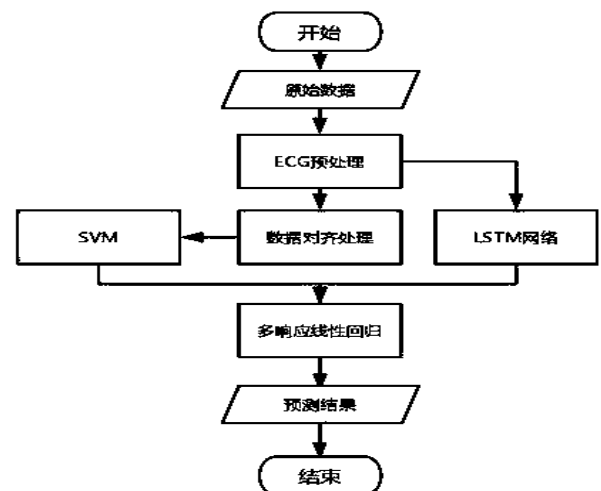 开始
原始数据
ECG预处理
SVM
数据对齐处理
LSTM网络
多响应线性回归
预测结果
结束